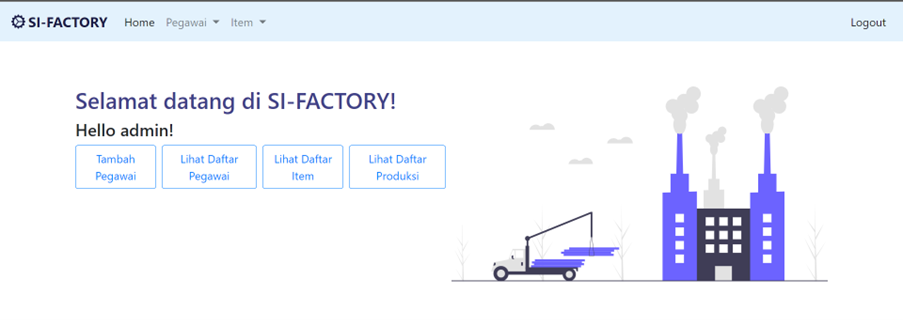 SI-FACTORY Home Pegawai Item Logout
Selamat datang di SI-FACTORY!
Hello admin!
Tambah Pegawai
Lihat Daftar Pegawai
Lihat Daftar Item
Lihat Daftar Produksi